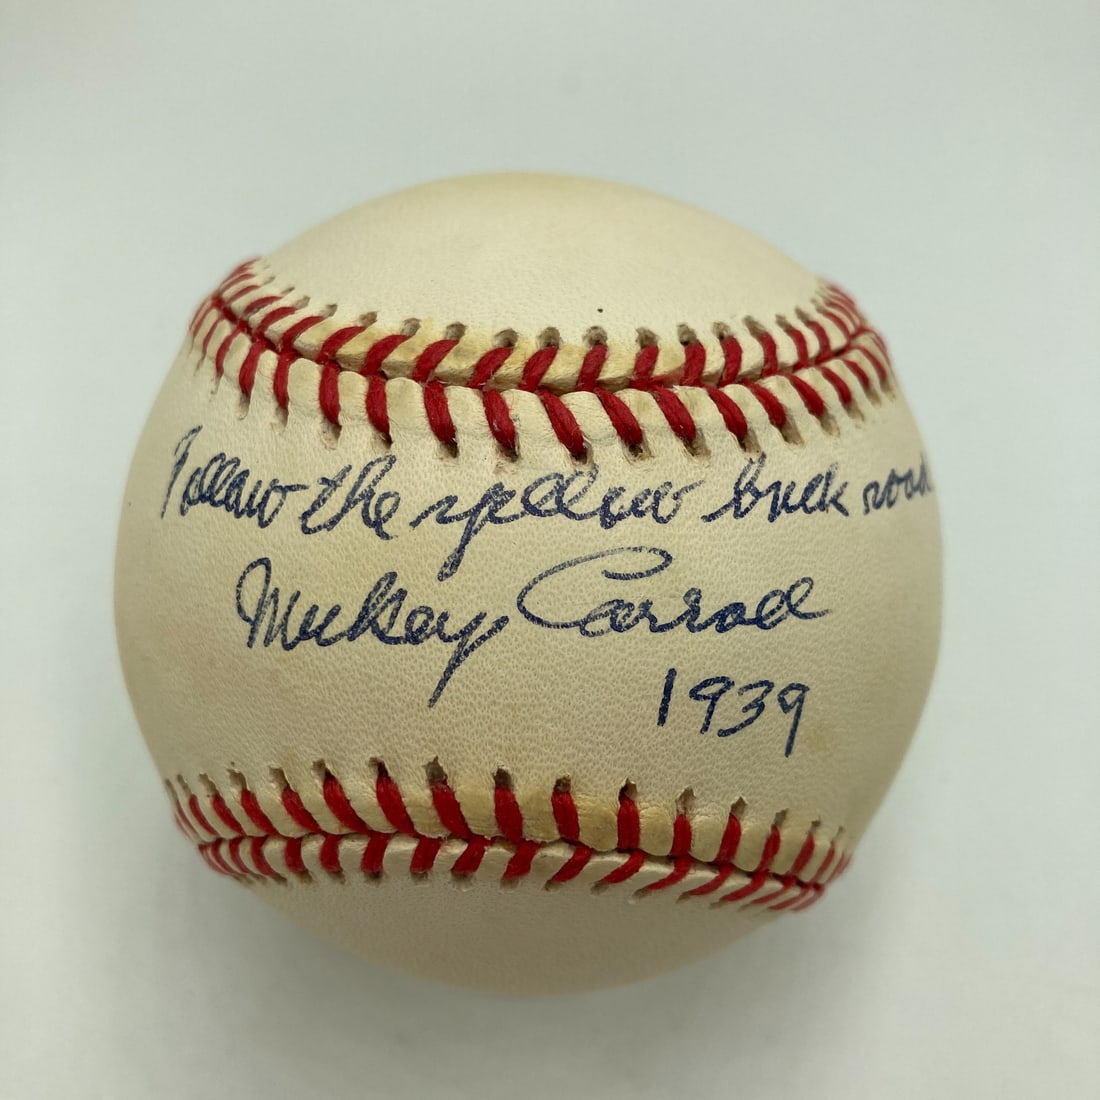 Follow the yellow brick road
Mickey Carroll
1939